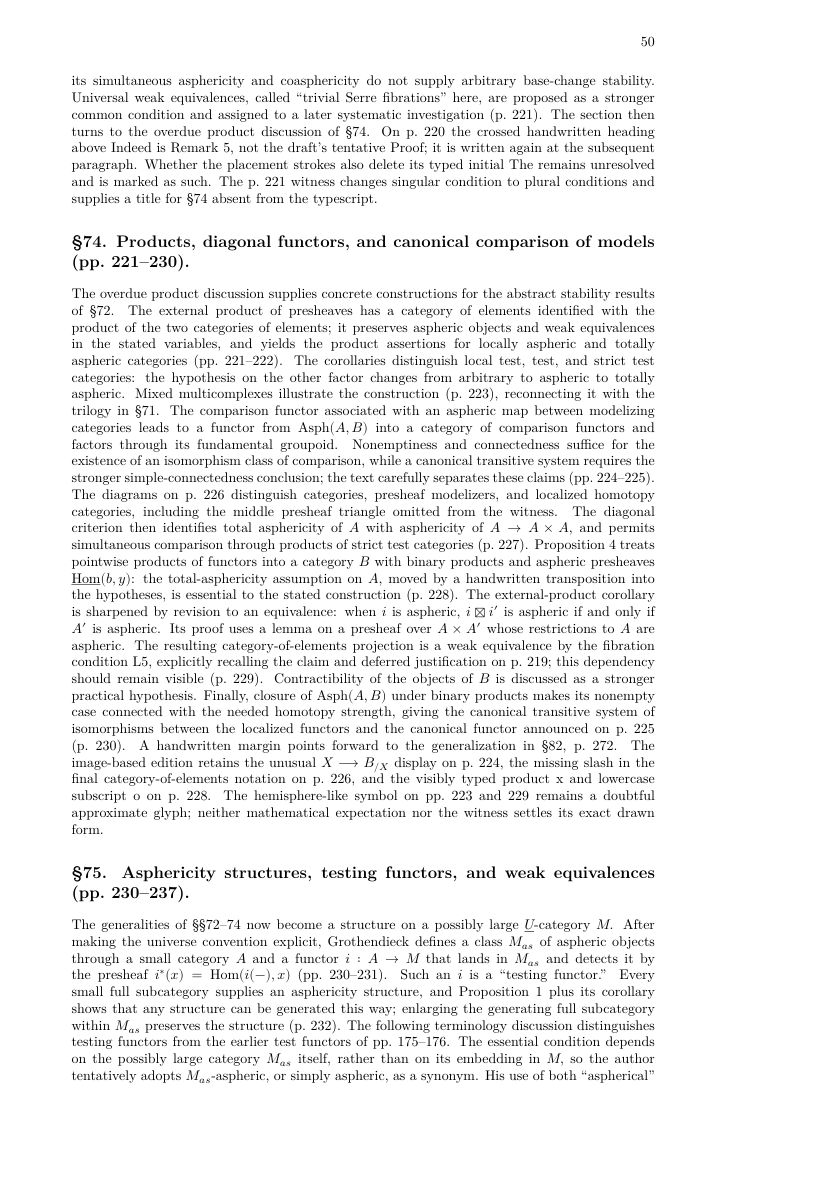 50
its simultaneous asphericity and coasphericity do not supply arbitrary base-change stability.
Universal weak equivalences, called “trivial Serre fibrations” here, are proposed as a stronger
common condition and assigned to a later systematic investigation (p. 221). The section then
turns to the overdue product discussion of §74. On p. 220 the crossed handwritten heading
above Indeed is Remark 5, not the draft’s tentative Proof; it is written again at the subsequent
paragraph. Whether the placement strokes also delete its typed initial The remains unresolved
and is marked as such. The p. 221 witness changes singular condition to plural conditions and
supplies a title for §74 absent from the typescript.
§74. Products, diagonal functors, and canonical comparison of models
(pp. 221–230).
The overdue product discussion supplies concrete constructions for the abstract stability results
of §72. The external product of presheaves has a category of elements identified with the
product of the two categories of elements; it preserves aspheric objects and weak equivalences
in the stated variables, and yields the product assertions for locally aspheric and totally
aspheric categories (pp. 221–222). The corollaries distinguish local test, test, and strict test
categories: the hypothesis on the other factor changes from arbitrary to aspheric to totally
aspheric. Mixed multicomplexes illustrate the construction (p. 223), reconnecting it with the
trilogy in §71. The comparison functor associated with an aspheric map between modelizing
categories leads to a functor from Asph(A, B) into a category of comparison functors and
factors through its fundamental groupoid. Nonemptiness and connectedness suffice for the
existence of an isomorphism class of comparison, while a canonical transitive system requires the
stronger simple-connectedness conclusion; the text carefully separates these claims (pp. 224–225).
The diagrams on p. 226 distinguish categories, presheaf modelizers, and localized homotopy
categories, including the middle presheaf triangle omitted from the witness. The diagonal
criterion then identifies total asphericity of A with asphericity of A → A × A, and permits
simultaneous comparison through products of strict test categories (p. 227). Proposition 4 treats
pointwise products of functors into a category B with binary products and aspheric presheaves
Hom(b, y): the total-asphericity assumption on A, moved by a handwritten transposition into
the hypotheses, is essential to the stated construction (p. 228). The external-product corollary
is sharpened by revision to an equivalence: when i is aspheric, i ⊠ i′ is aspheric if and only if
A′ is aspheric. Its proof uses a lemma on a presheaf over A × A′ whose restrictions to A are
aspheric. The resulting category-of-elements projection is a weak equivalence by the fibration
condition L5, explicitly recalling the claim and deferred justification on p. 219; this dependency
should remain visible (p. 229). Contractibility of the objects of B is discussed as a stronger
practical hypothesis. Finally, closure of Asph(A, B) under binary products makes its nonempty
case connected with the needed homotopy strength, giving the canonical transitive system of
isomorphisms between the localized functors and the canonical functor announced on p. 225
(p. 230). A handwritten margin points forward to the generalization in §82, p. 272. The
image-based edition retains the unusual X ⟶ B/X display on p. 224, the missing slash in the
final category-of-elements notation on p. 226, and the visibly typed product x and lowercase
subscript o on p. 228. The hemisphere-like symbol on pp. 223 and 229 remains a doubtful
approximate glyph; neither mathematical expectation nor the witness settles its exact drawn
form.
§75. Asphericity structures, testing functors, and weak equivalences
(pp. 230–237).
The generalities of §§72–74 now become a structure on a possibly large U-category M. After
making the universe convention explicit, Grothendieck defines a class Mas of aspheric objects
through a small category A and a functor i : A → M that lands in Mas and detects it by
the presheaf i*(x) = Hom(i(−), x) (pp. 230–231). Such an i is a “testing functor.” Every
small full subcategory supplies an asphericity structure, and Proposition 1 plus its corollary
shows that any structure can be generated this way; enlarging the generating full subcategory
within Mas preserves the structure (p. 232). The following terminology discussion distinguishes
testing functors from the earlier test functors of pp. 175–176. The essential condition depends
on the possibly large category Mas itself, rather than on its embedding in M, so the author
tentatively adopts Mas-aspheric, or simply aspheric, as a synonym. His use of both “aspherical”